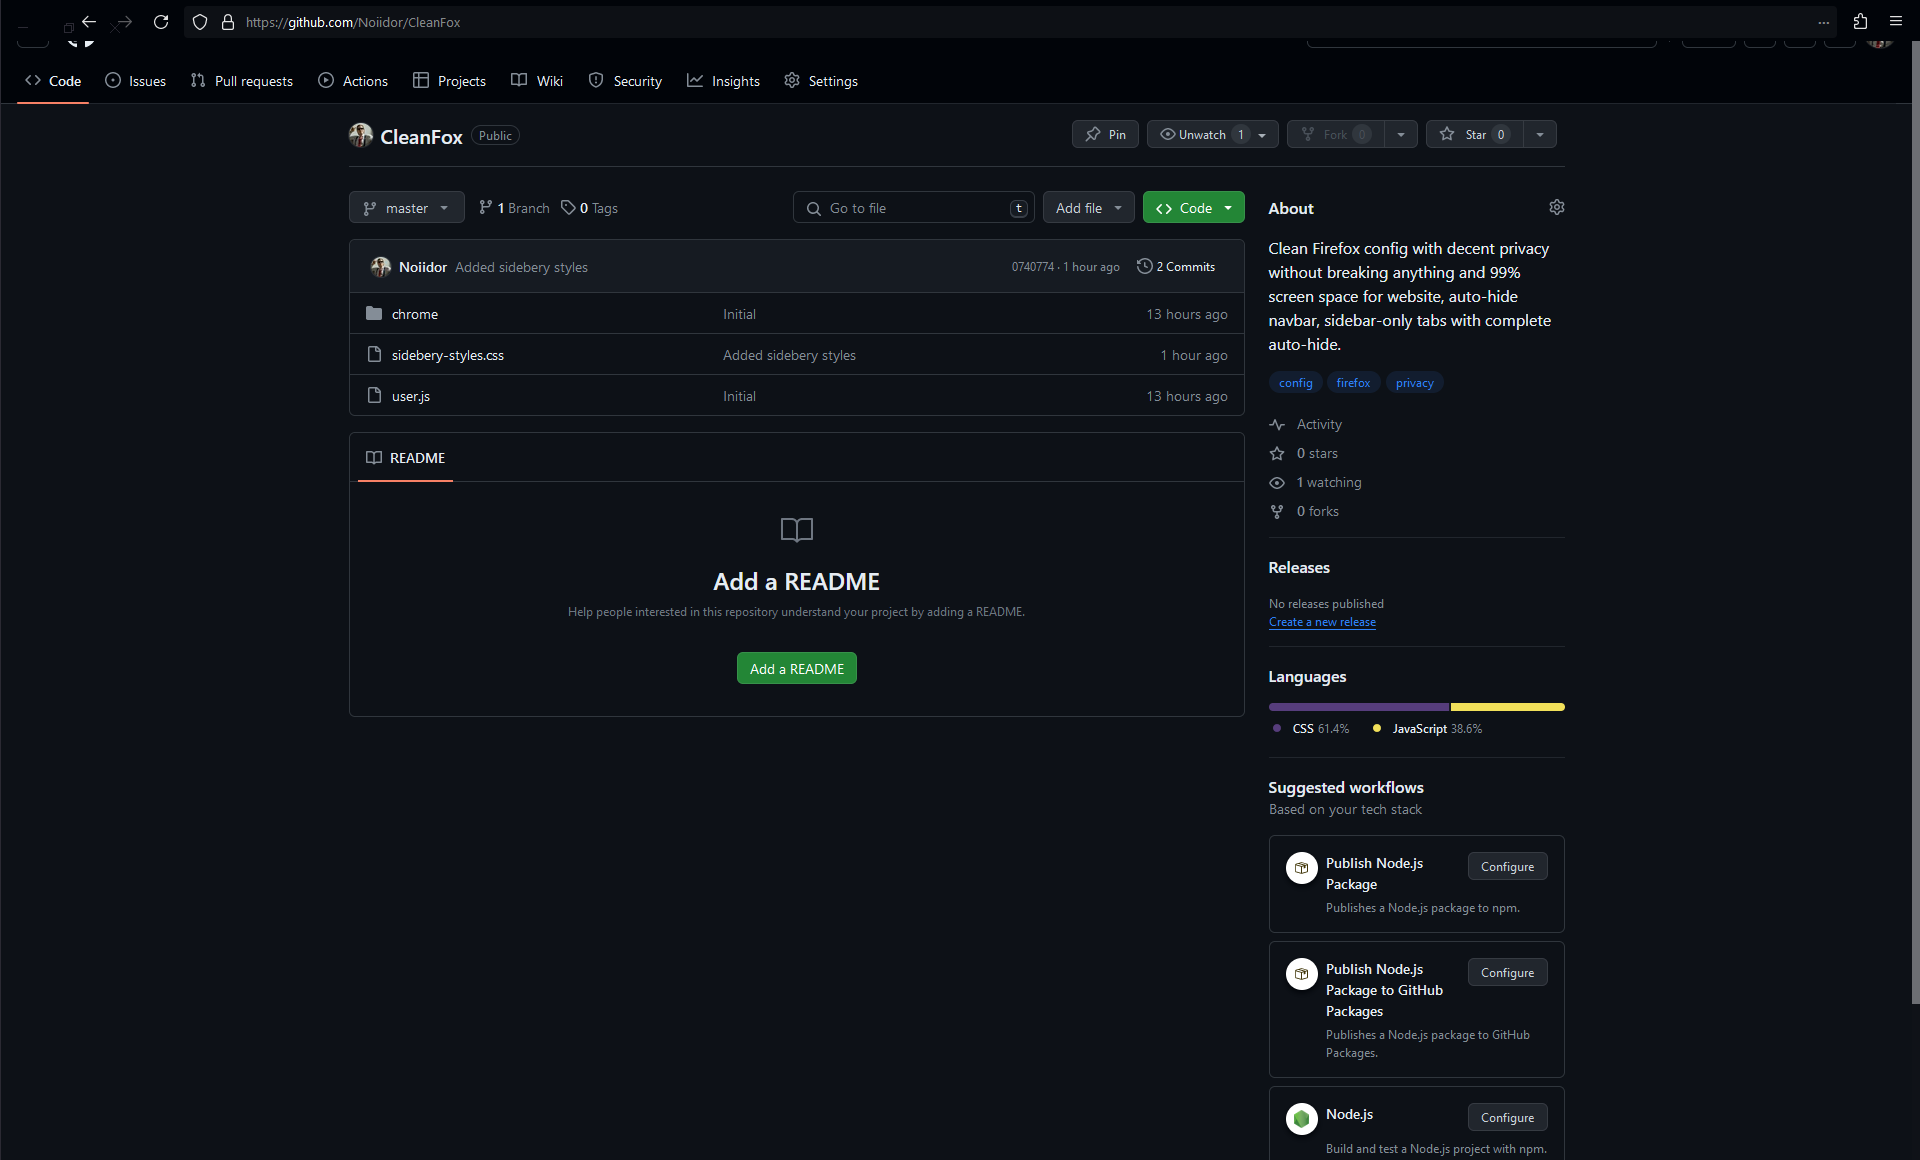 https://github.com/Noiidor/CleanFox
Code Issues Pull requests Actions Projects Wiki Security Insights Settings
CleanFox Public
Pin Unwatch 1 Fork 0 Star 0
master 1 Branch 0 Tags Go to file t Add file Code
Noiidor Added sidebery styles 0740774 · 1 hour ago 2 Commits
chrome Initial 13 hours ago
sidebery-styles.css Added sidebery styles 1 hour ago
user.js Initial 13 hours ago
README
Add a README
Help people interested in this repository understand your project by adding a README.
Add a README
About
Clean Firefox config with decent privacy
without breaking anything and 99%
screen space for website, auto-hide
navbar, sidebar-only tabs with complete
auto-hide.
config firefox privacy
Activity
0 stars
1 watching
0 forks
Releases
No releases published
Create a new release
Languages
CSS 61.4% JavaScript 38.6%
Suggested workflows
Based on your tech stack
Publish Node.js Configure
Package
Publishes a Node.js package to npm.
Publish Node.js Configure
Package to GitHub
Packages
Publishes a Node.js package to GitHub
Packages.
Node.js Configure
Build and test a Node.js project with npm.